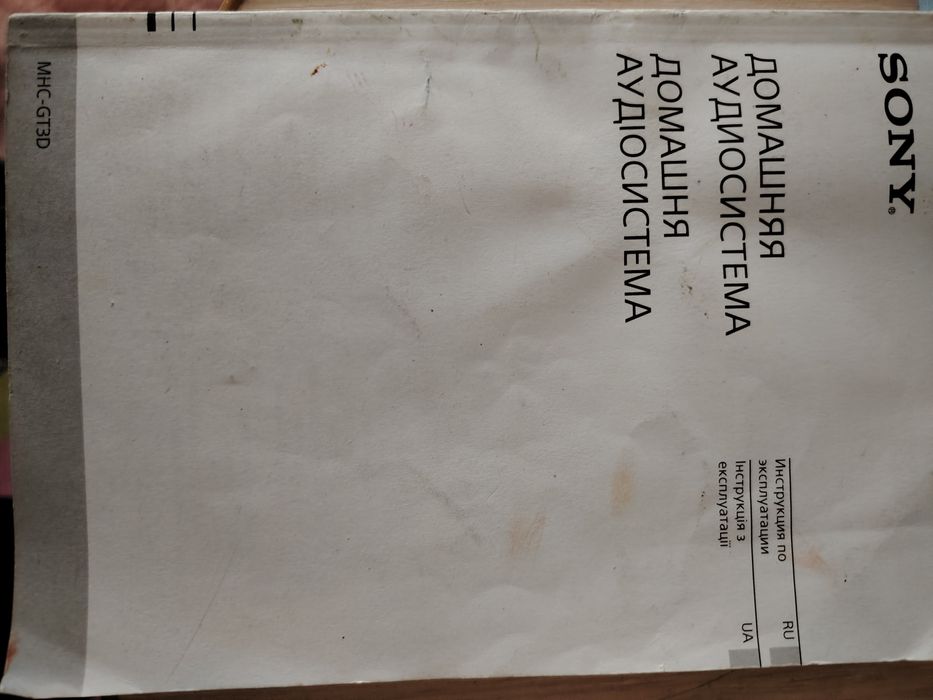 SONY®
ДОМАШНЯЯ
АУДИОСИСТЕМА
ДОМАШНЯ
АУДІОСИСТЕМА
Инструкция по
эксплуатации
RU
Інструкція з
експлуатації
UA
MHC-GT3D